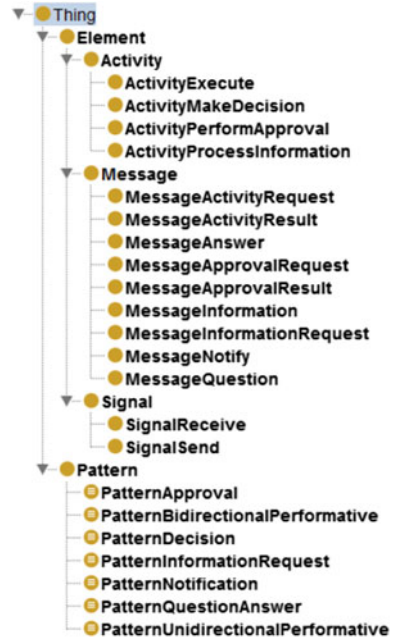 Thing
Element
Activity
ActivityExecute
ActivityMakeDecision
ActivityPerformApproval
ActivityProcessInformation
Message
MessageActivityRequest
MessageActivityResult
MessageAnswer
MessageApprovalRequest
MessageApprovalResult
MessageInformation
MessageInformationRequest
MessageNotify
MessageQuestion
Signal
SignalReceive
SignalSend
Pattern
PatternApproval
PatternBidirectionalPerformative
PatternDecision
PatternInformationRequest
PatternNotification
PatternQuestionAnswer
PatternUnidirectionalPerformative